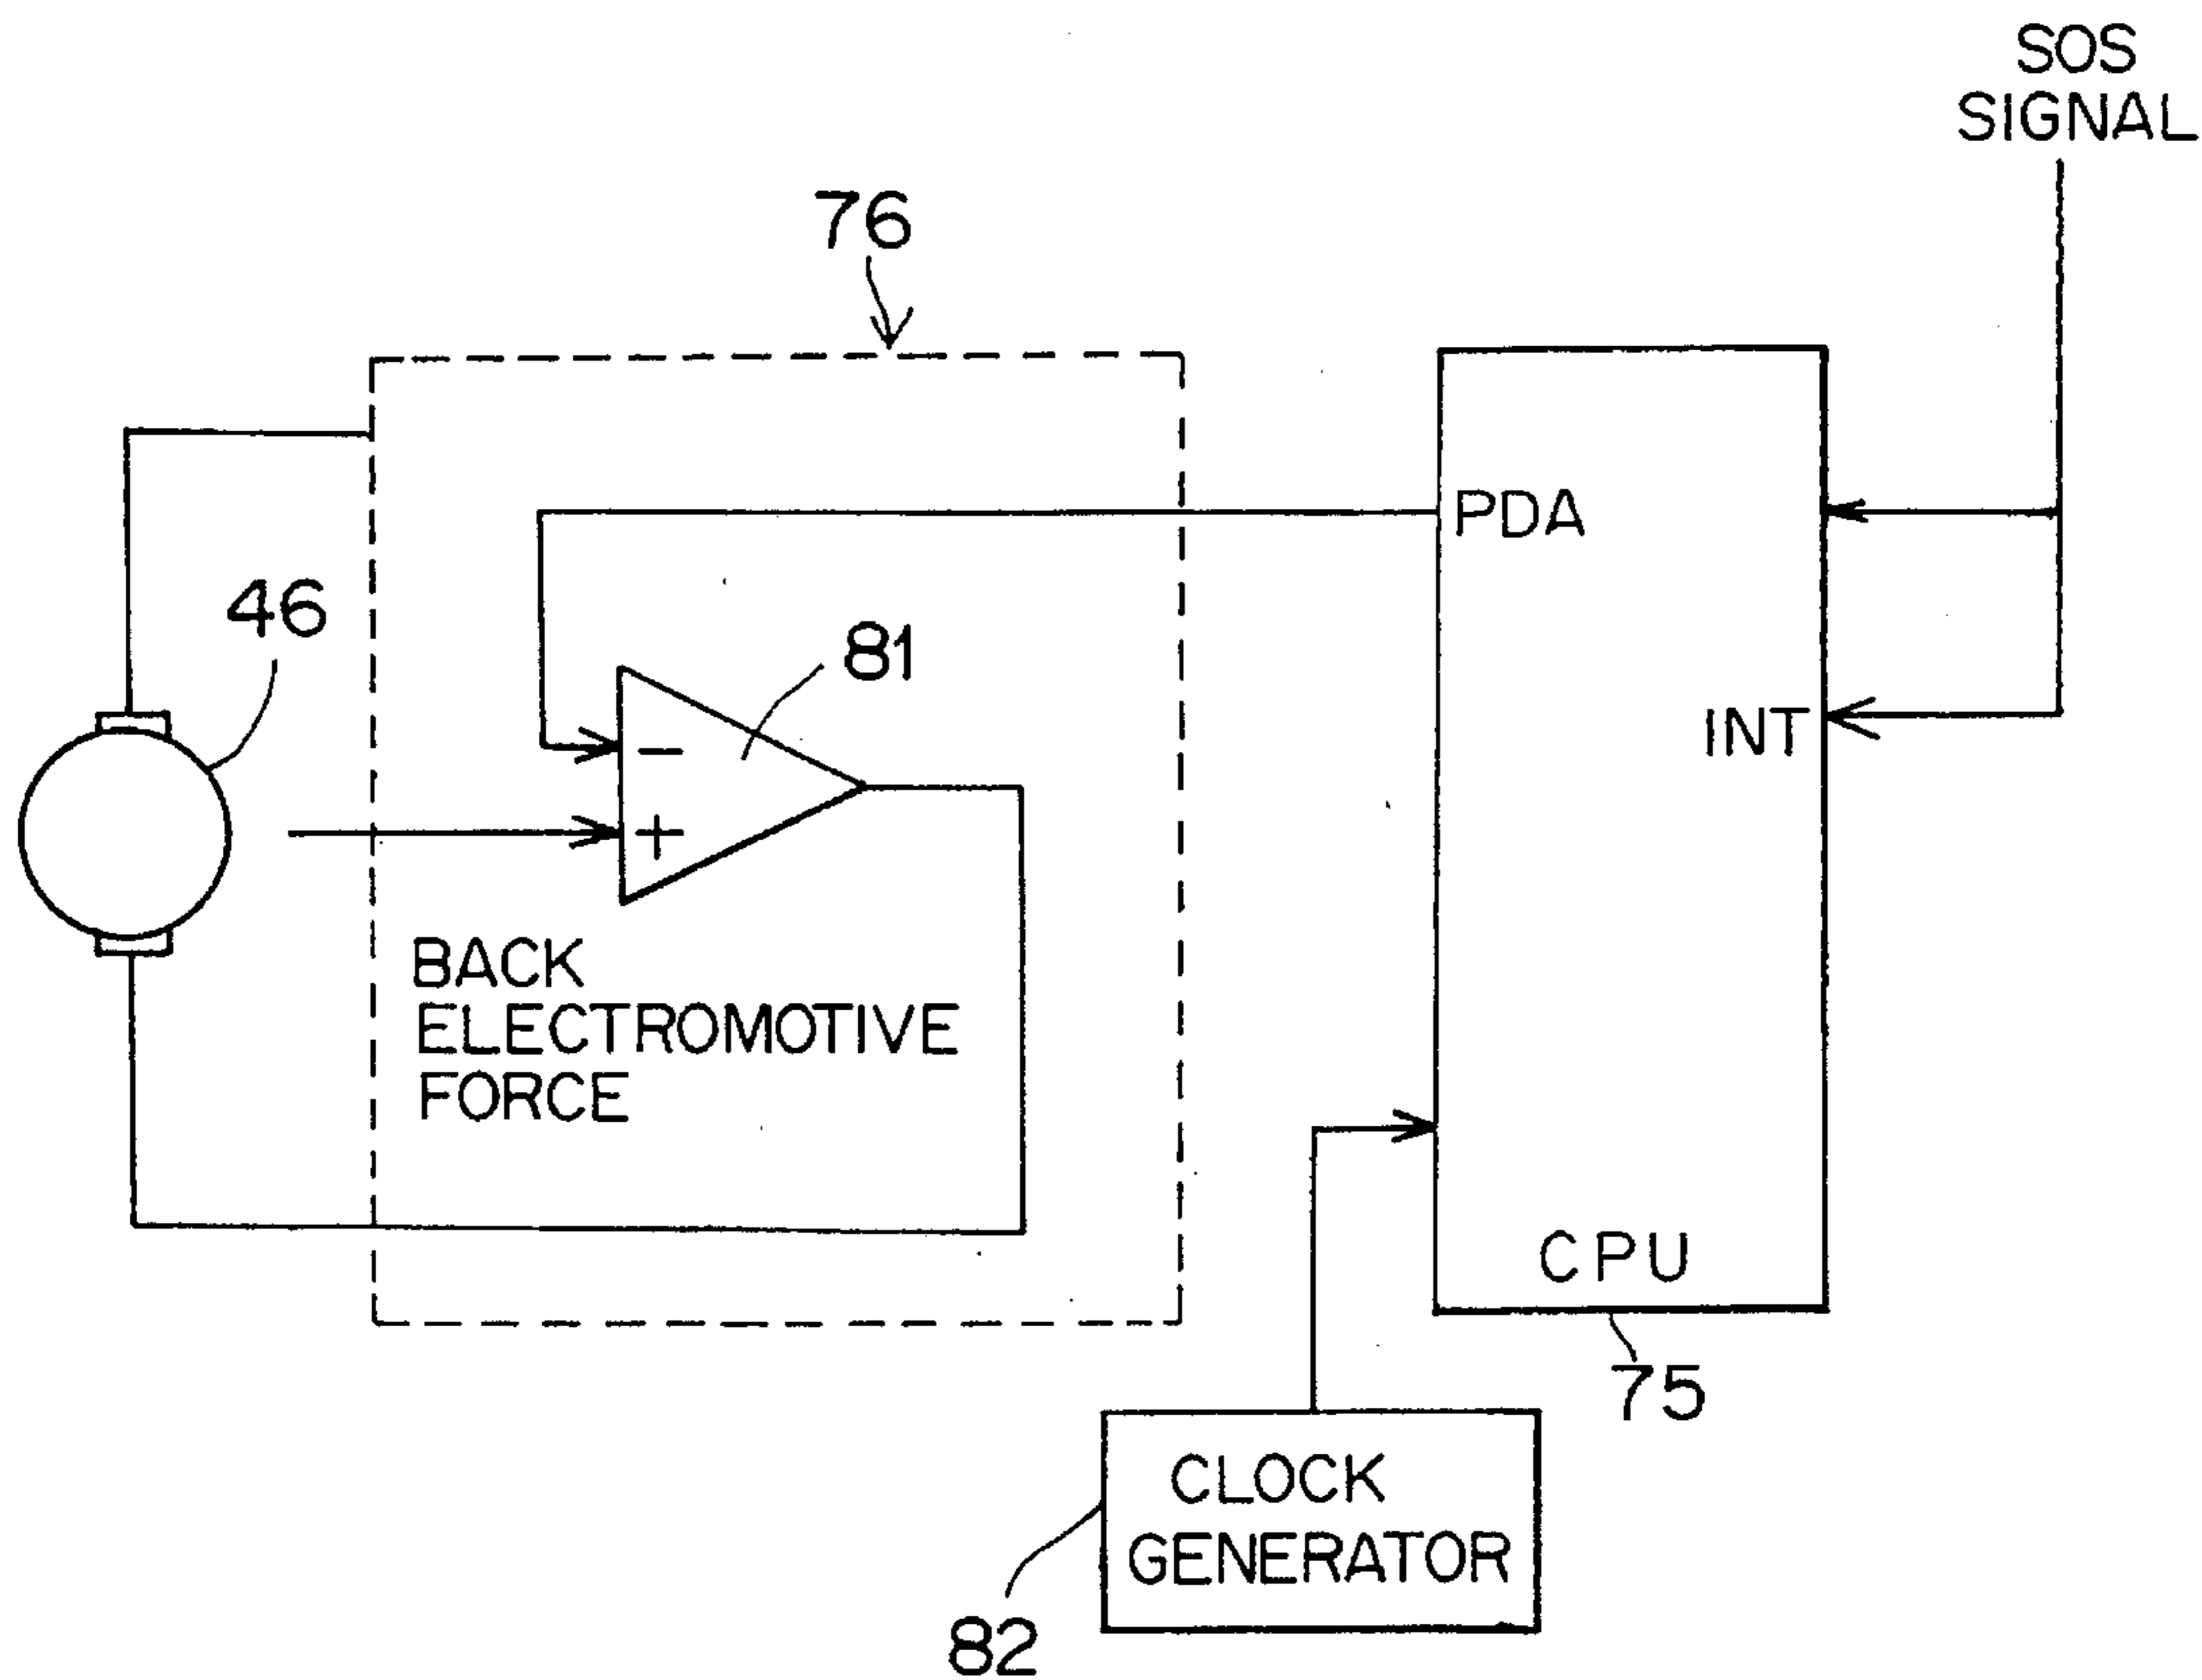 SOS
SIGNAL
76
PDA
46
81
−
INT
+
BACK
ELECTROMOTIVE
FORCE
CPU
75
CLOCK
GENERATOR
82